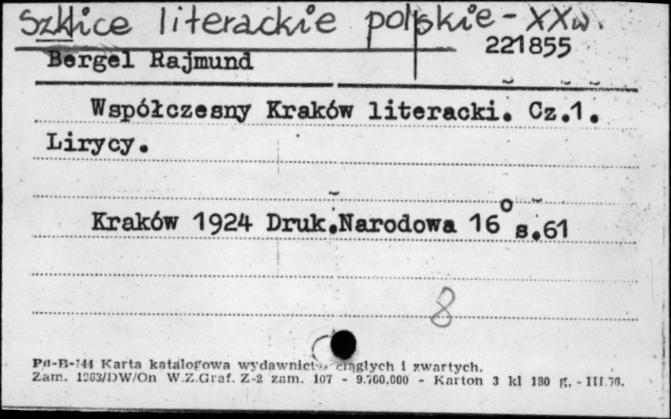 Szkice literackie polskie - XXw.
221855
Bergel Rajmund
Współczesny Kraków literacki. Cz.1.
Lirycy.
Kraków 1924 Druk.Narodowa 16° s.61
8
Pu-B-144 Karta katalogowa wydawnictw ciągłych i zwartych.
Zam. 1263/DW/On W.Z.Graf. Z-2 zam. 107 - 9.700.000 - Karton 3 kl 180 g. - III.76.